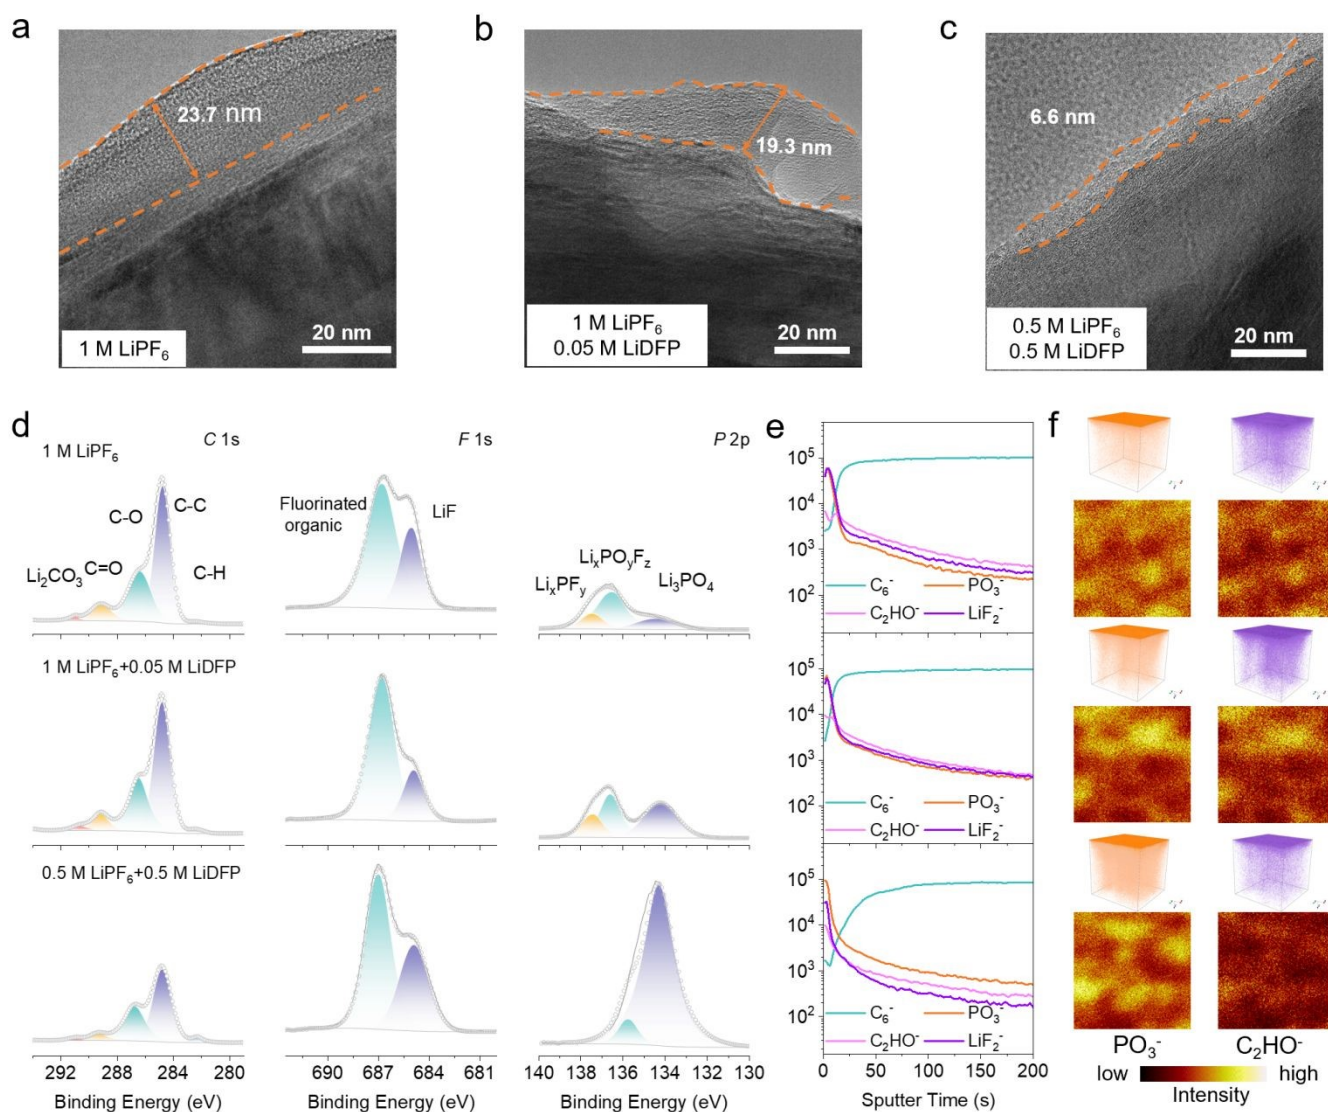 a
23.7 nm
1 M LiPF₆
20 nm
b
19.3 nm
1 M LiPF₆
0.05 M LiDFP
20 nm
c
6.6 nm
0.5 M LiPF₆
0.5 M LiDFP
20 nm
d
C 1s
F 1s
P 2p
1 M LiPF₆
C-C
C-O
C=O
Li₂CO₃
C-H
Fluorinated
organic
LiF
LiₓPO_yF_z
LiₓPF_y
Li₃PO₄
1 M LiPF₆+0.05 M LiDFP
0.5 M LiPF₆+0.5 M LiDFP
292 288 284 280
Binding Energy (eV)
690 687 684 681
Binding Energy (eV)
140 138 136 134 132 130
Binding Energy (eV)
e
10⁵
10⁴
10³
10²
C₆⁻ PO₃⁻
C₂HO⁻ LiF₂⁻
10⁵
10⁴
10³
10²
C₆⁻ PO₃⁻
C₂HO⁻ LiF₂⁻
10⁵
10⁴
10³
10²
C₆⁻ PO₃⁻
C₂HO⁻ LiF₂⁻
0 50 100 150 200
Sputter Time (s)
f
PO₃⁻ C₂HO⁻
low high
Intensity